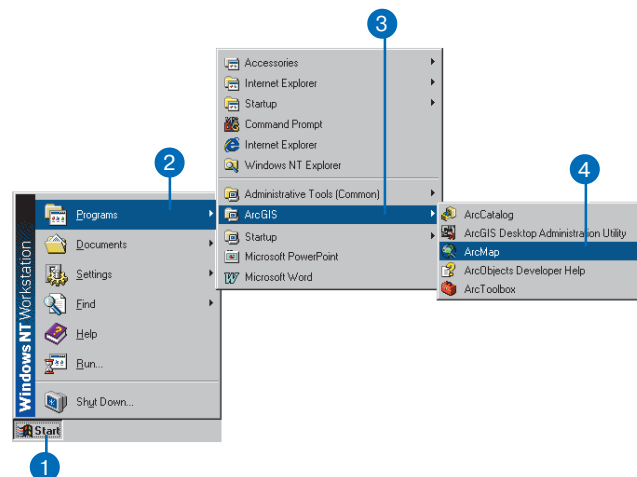 3
Accessories
Internet Explorer
Startup
Command Prompt
Internet Explorer
Windows NT Explorer
Administrative Tools (Common)
ArcGIS
Startup
Microsoft PowerPoint
Microsoft Word
4
ArcCatalog
ArcGIS Desktop Administration Utility
ArcMap
ArcObjects Developer Help
ArcToolbox
2
Programs
Documents
Settings
Find
Help
Run...
Shut Down...
Windows NT Workstation
Start
1